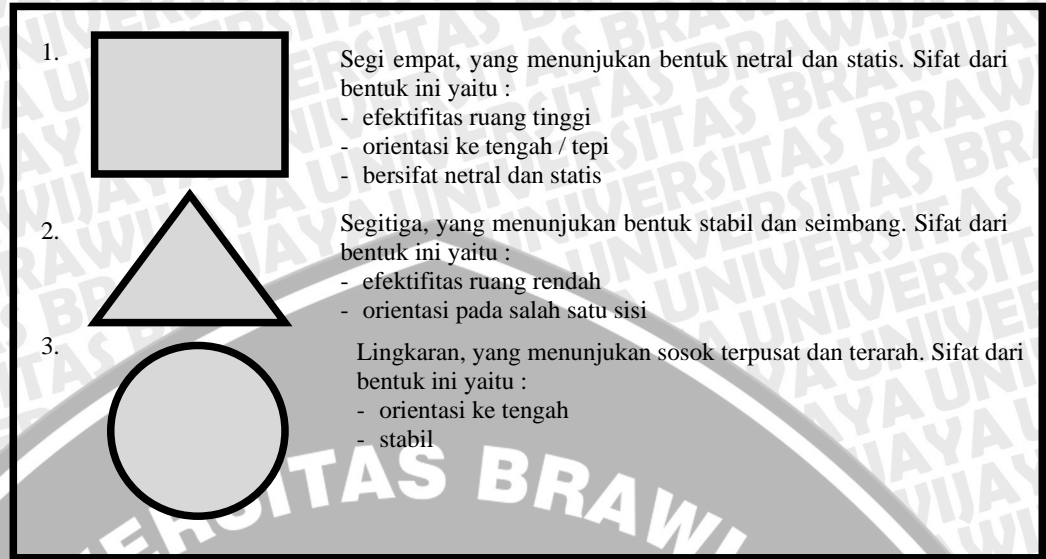 1.
Segi empat, yang menunjukan bentuk netral dan statis. Sifat dari
bentuk ini yaitu :
- efektifitas ruang tinggi
- orientasi ke tengah / tepi
- bersifat netral dan statis
2.
Segitiga, yang menunjukan bentuk stabil dan seimbang. Sifat dari
bentuk ini yaitu :
- efektifitas ruang rendah
- orientasi pada salah satu sisi
3.
Lingkaran, yang menunjukan sosok terpusat dan terarah. Sifat dari
bentuk ini yaitu :
- orientasi ke tengah
- stabil